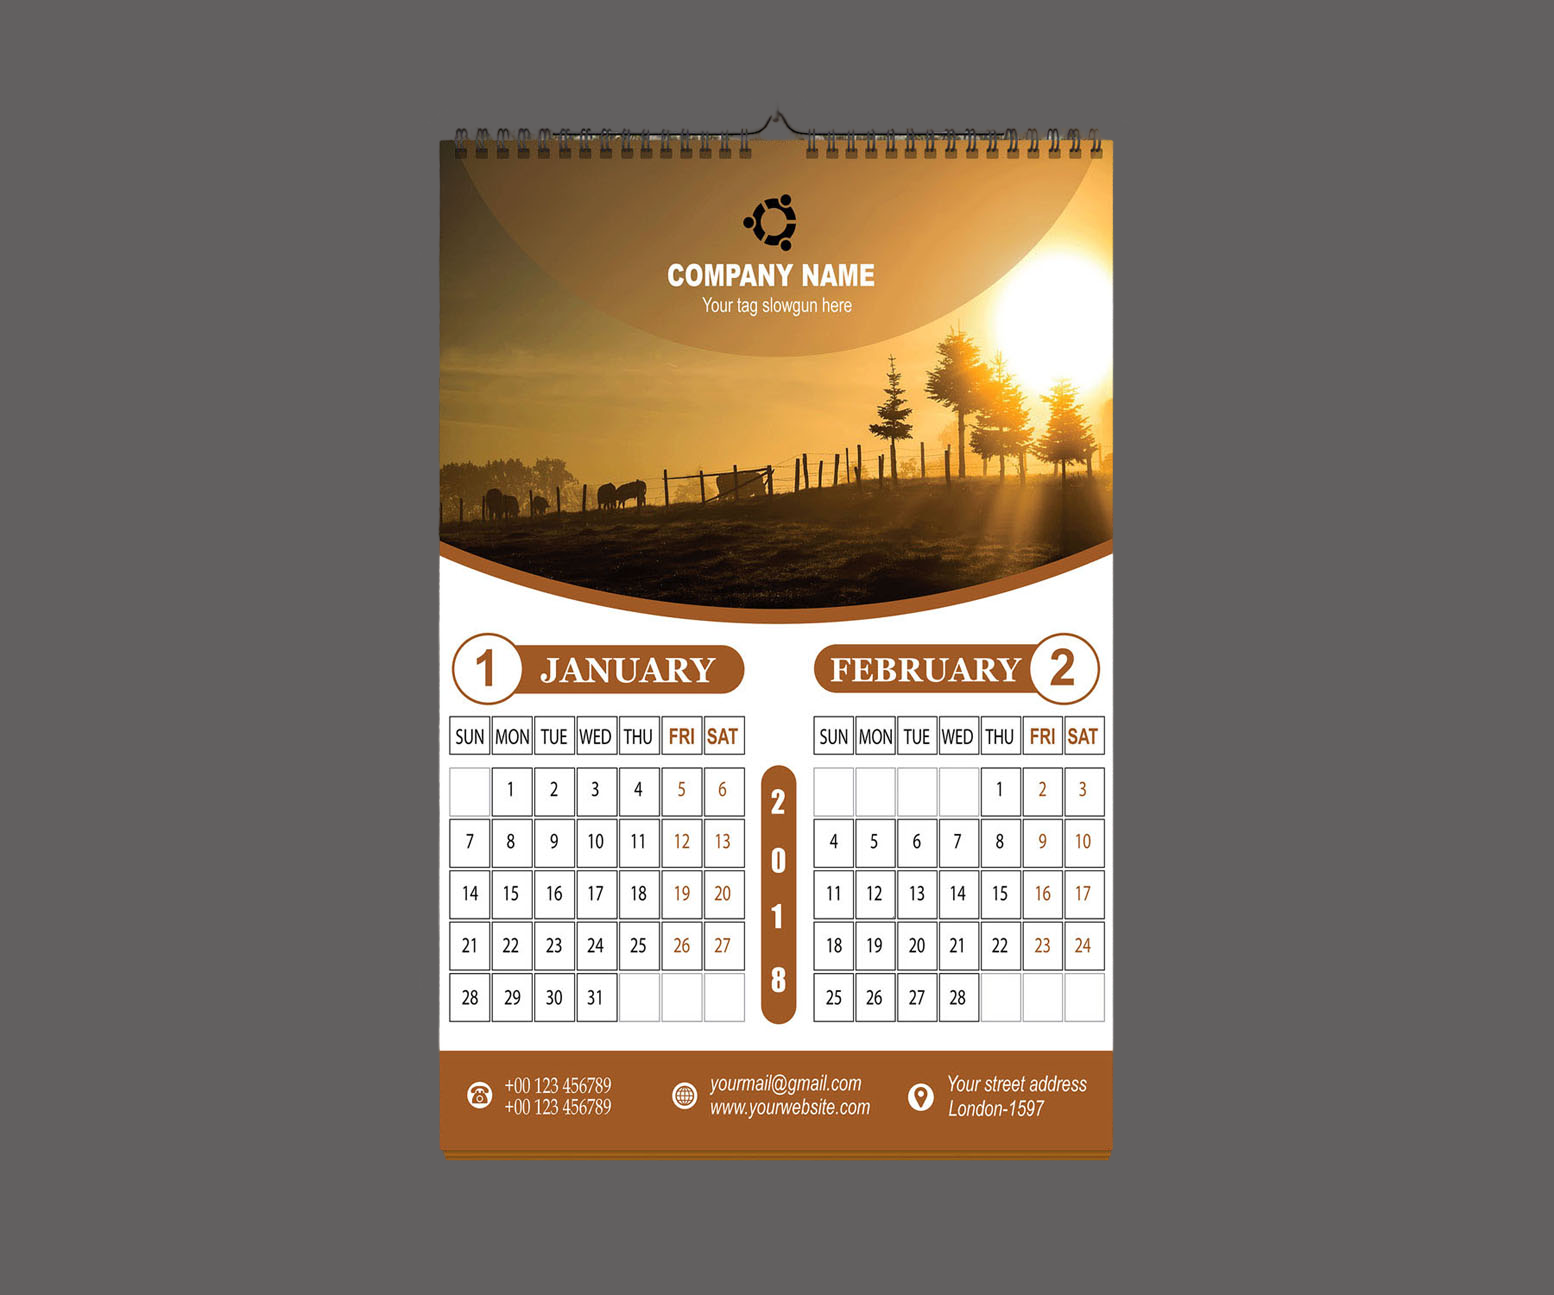 COMPANY NAME
Your tag slowgun here
1 JANUARY
SUN MON TUE WED THU FRI SAT
1 2 3 4 5 6
7 8 9 10 11 12 13
14 15 16 17 18 19 20
21 22 23 24 25 26 27
28 29 30 31
2018
FEBRUARY 2
SUN MON TUE WED THU FRI SAT
1 2 3
4 5 6 7 8 9 10
11 12 13 14 15 16 17
18 19 20 21 22 23 24
25 26 27 28
+00 123 456789
+00 123 456789
yourmail@gmail.com
www.yourwebsite.com
Your street address
London-1597